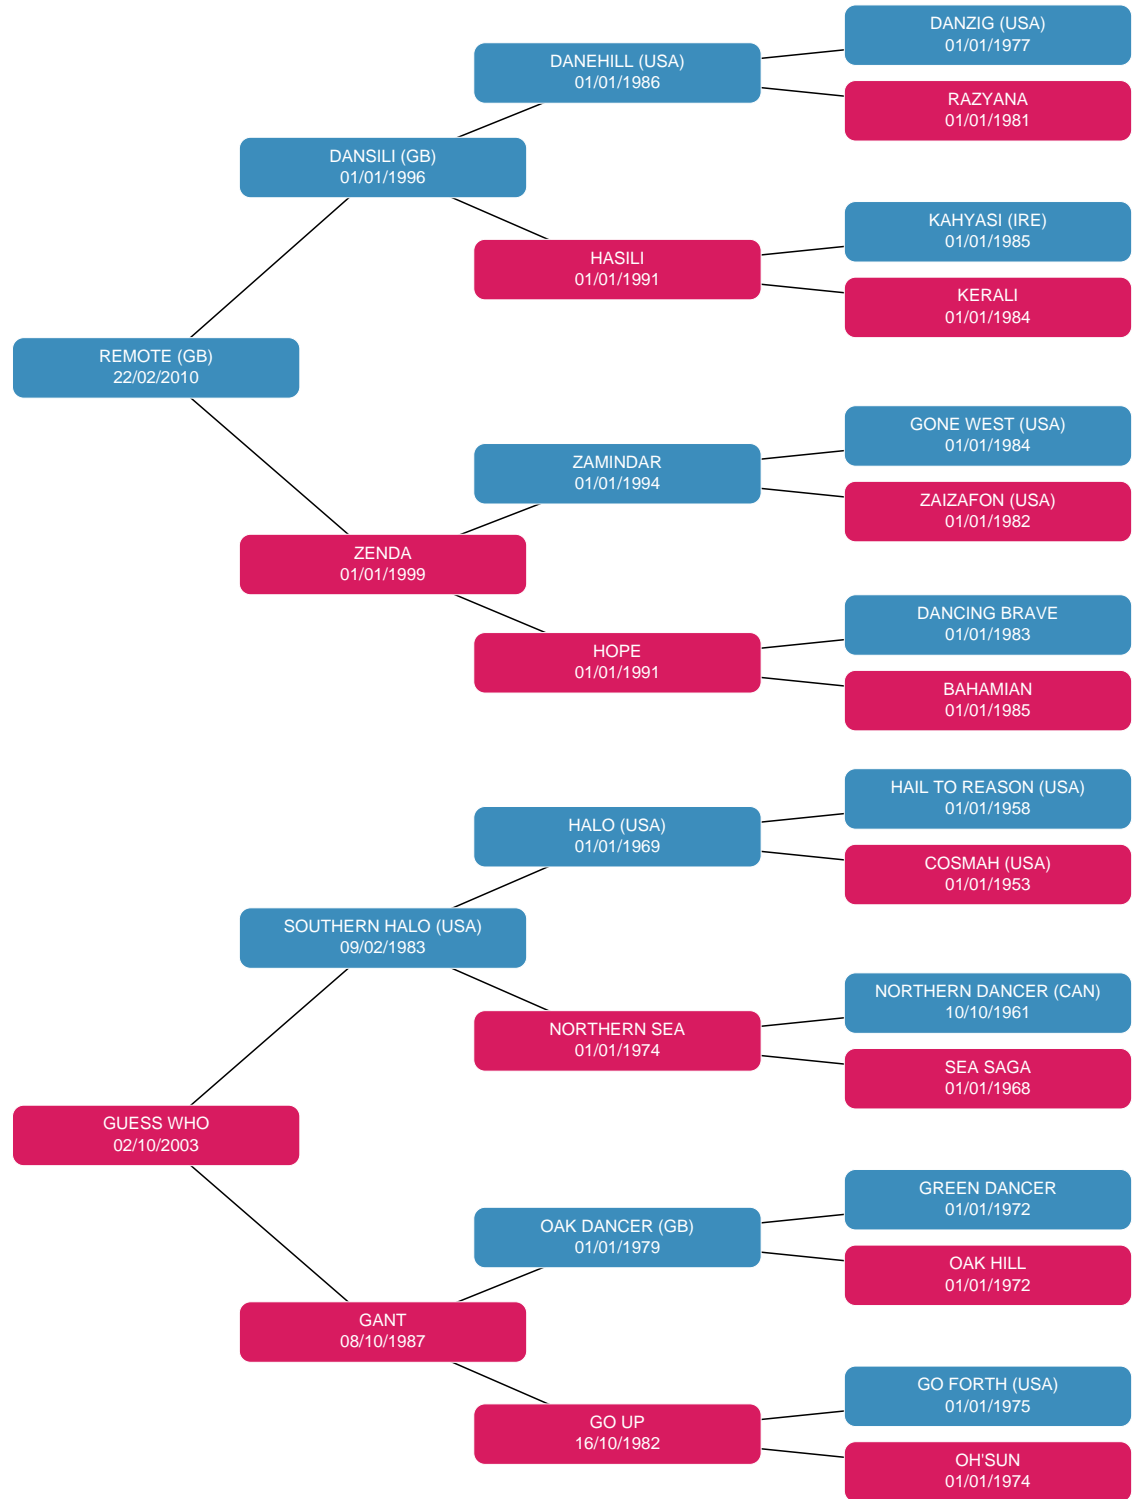 DANZIG (USA)
01/01/1977
DANEHILL (USA)
01/01/1986
RAZYANA
01/01/1981
DANSILI (GB)
01/01/1996
KAHYASI (IRE)
01/01/1985
HASILI
01/01/1991
KERALI
01/01/1984
REMOTE (GB)
22/02/2010
GONE WEST (USA)
01/01/1984
ZAMINDAR
01/01/1994
ZAIZAFON (USA)
01/01/1982
ZENDA
01/01/1999
DANCING BRAVE
01/01/1983
HOPE
01/01/1991
BAHAMIAN
01/01/1985
HAIL TO REASON (USA)
01/01/1958
HALO (USA)
01/01/1969
COSMAH (USA)
01/01/1953
SOUTHERN HALO (USA)
09/02/1983
NORTHERN DANCER (CAN)
10/10/1961
NORTHERN SEA
01/01/1974
SEA SAGA
01/01/1968
GUESS WHO
02/10/2003
GREEN DANCER
01/01/1972
OAK DANCER (GB)
01/01/1979
OAK HILL
01/01/1972
GANT
08/10/1987
GO FORTH (USA)
01/01/1975
GO UP
16/10/1982
OH'SUN
01/01/1974